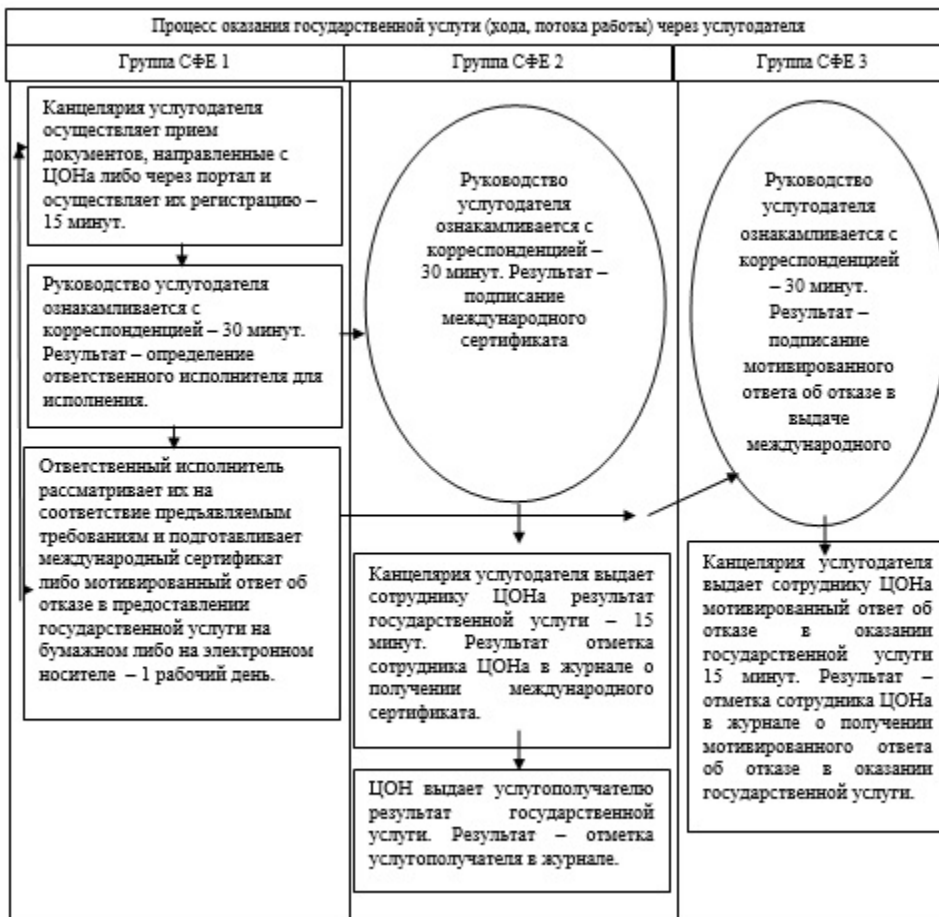 Процесс оказания государственной услуги (хода, потока работы) через услугодателя
Группа СФЕ 1
Группа СФЕ 2
Группа СФЕ 3
Канцелярия услугодателя
осуществляет прием
документов, направленные с
ЦОНа либо через портал и
осуществляет их регистрацию –
15 минут.
Руководство услугодателя
ознакамливается с
корреспонденцией – 30 минут.
Результат – определение
ответственного исполнителя для
исполнения.
Ответственный исполнитель
рассматривает их на
соответствие предъявляемым
требованиям и подготавливает
международный сертификат
либо мотивированный ответ об
отказе в предоставлении
государственной услуги на
бумажном либо на электронном
носителе – 1 рабочий день.
Руководство
услугодателя
ознакамливается с
корреспонденцией –
30 минут. Результат –
подписание
международного
сертификата
Канцелярия услугодателя выдает
сотруднику ЦОНа результат
государственной услуги – 15
минут. Результат отметка
сотрудника ЦОНа в журнале о
получении международного
сертификата.
ЦОН выдает услугополучателю
результат государственной
услуги. Результат – отметка
услугополучателя в журнале.
Руководство
услугодателя
ознакамливается с
корреспонденцией
– 30 минут.
Результат –
подписание
мотивированного
ответа об отказе в
выдаче
международного
Канцелярия услугодателя
выдает сотруднику ЦОНа
мотивированный ответ об
отказе в оказании
государственной услуги
15 минут. Результат –
отметка сотрудника ЦОНа
в журнале о получении
мотивированного ответа
об отказе в оказании
государственной услуги.